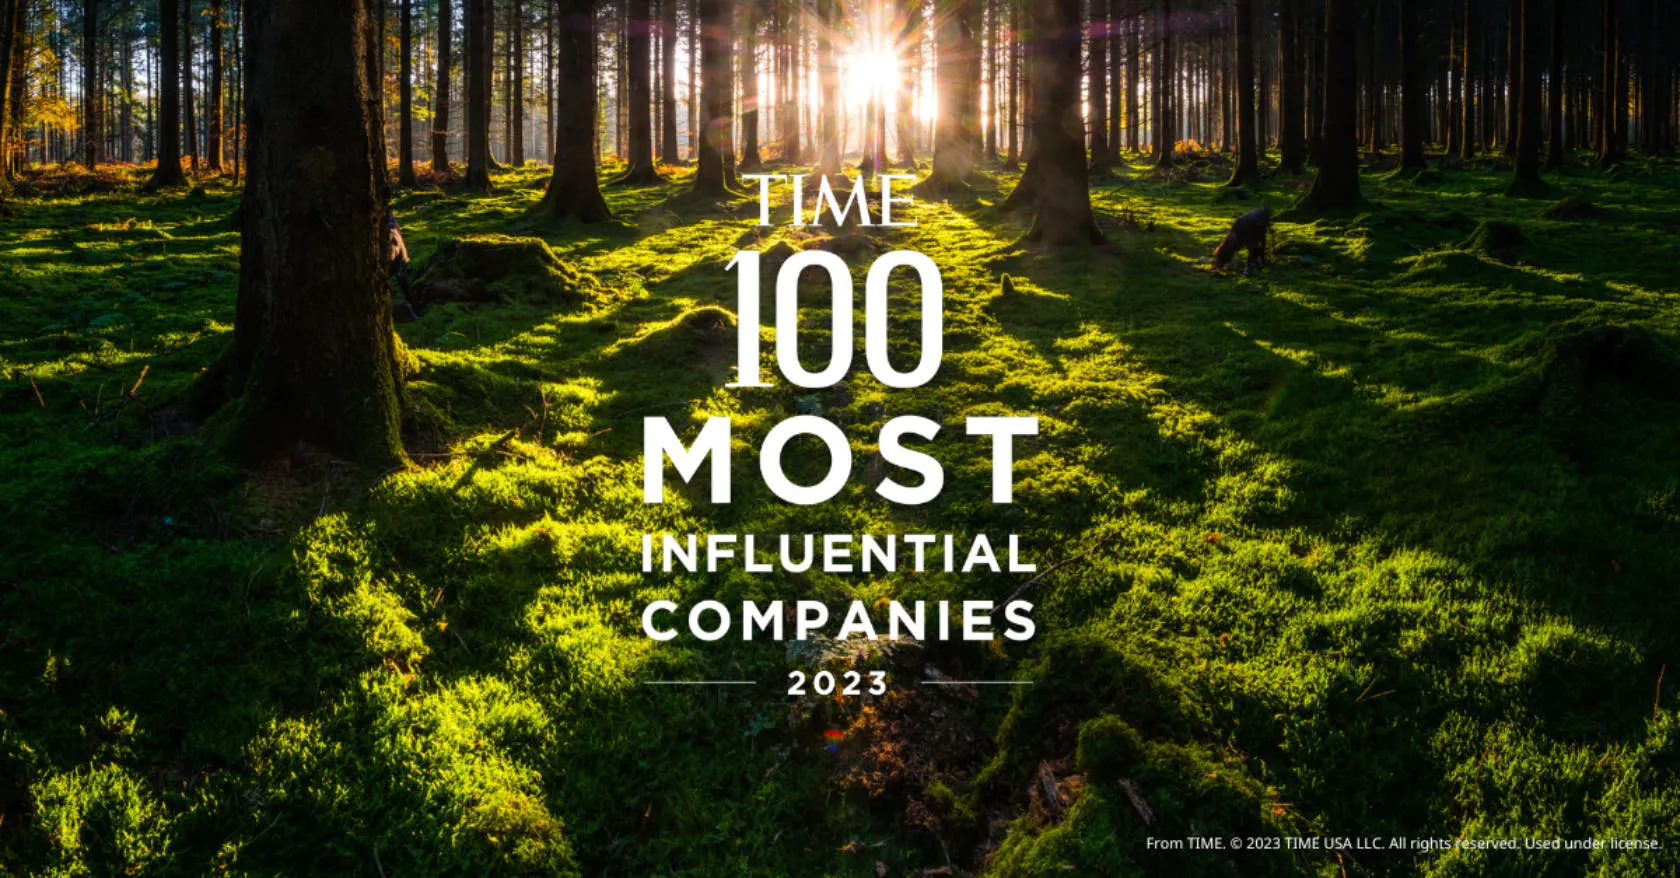 TIME
100
MOST
INFLUENTIAL
COMPANIES
2023
From TIME. © 2023 TIME USA LLC. All rights reserved. Used under license.